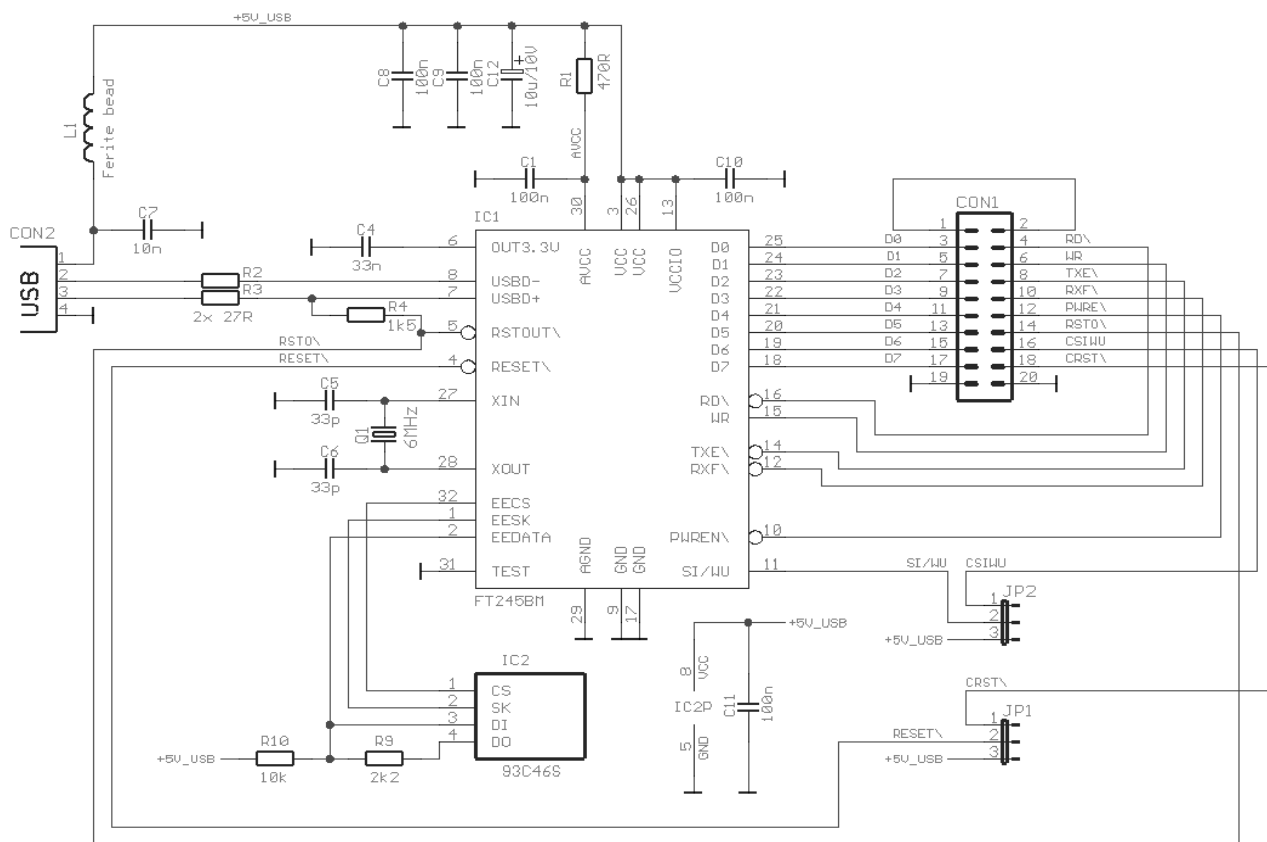 +5V_USB
C8
100n
C9
100n
C12
+
10u/10V
R1
470R
L1
Ferite bead
AVCC
C1
100n
C10
100n
30
3
26
13
CON2
USB
1
2
3
4
C7
10n
C4
33n
R2
R3
2x 27R
R4
1k5
RSTO\
RESET\
C5
33p
Q1
6MHz
C6
33p
IC1
6
OUT3.3V
8
USBD-
7
USBD+
5
RSTOUT\
4
RESET\
27
XIN
28
XOUT
32
EECS
1
EESK
2
EEDATA
31
TEST
AVCC
VCC
VCC
VCCIO
D0
25
D1
24
D2
23
D3
22
D4
21
D5
20
D6
19
D7
18
RD\
16
WR
15
TXE\
14
RXF\
12
PWREN\
10
SI/WU
11
AGND
GND
GND
29
9
17
FT245BM
CON1
1
2
D0
3
4
RD\
D1
5
6
WR
D2
7
8
TXE\
D3
9
10
RXF\
D4
11
12
PWRE\
D5
13
14
RSTO\
D6
15
16
CSIWU
D7
17
18
CRST\
19
20
SI/WU
CSIWU
JP2
1
2
3
+5V_USB
CRST\
JP1
RESET\
1
2
3
+5V_USB
+5V_USB
8
VCC
IC2P
5
GND
C11
100n
IC2
1
CS
2
SK
3
DI
4
DO
93C46S
+5V_USB
R10
10k
R9
2k2